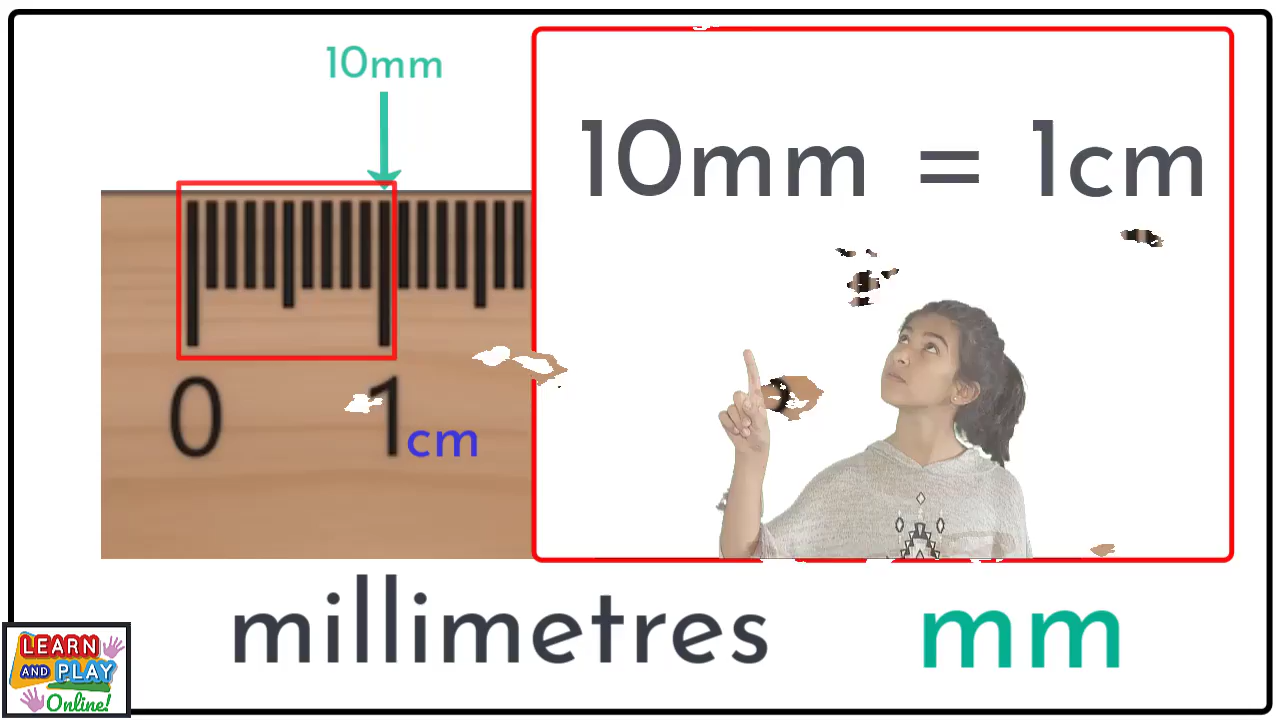 10mm
10mm = 1cm
0 1cm
millimetres mm
LEARN
AND PLAY
Online!